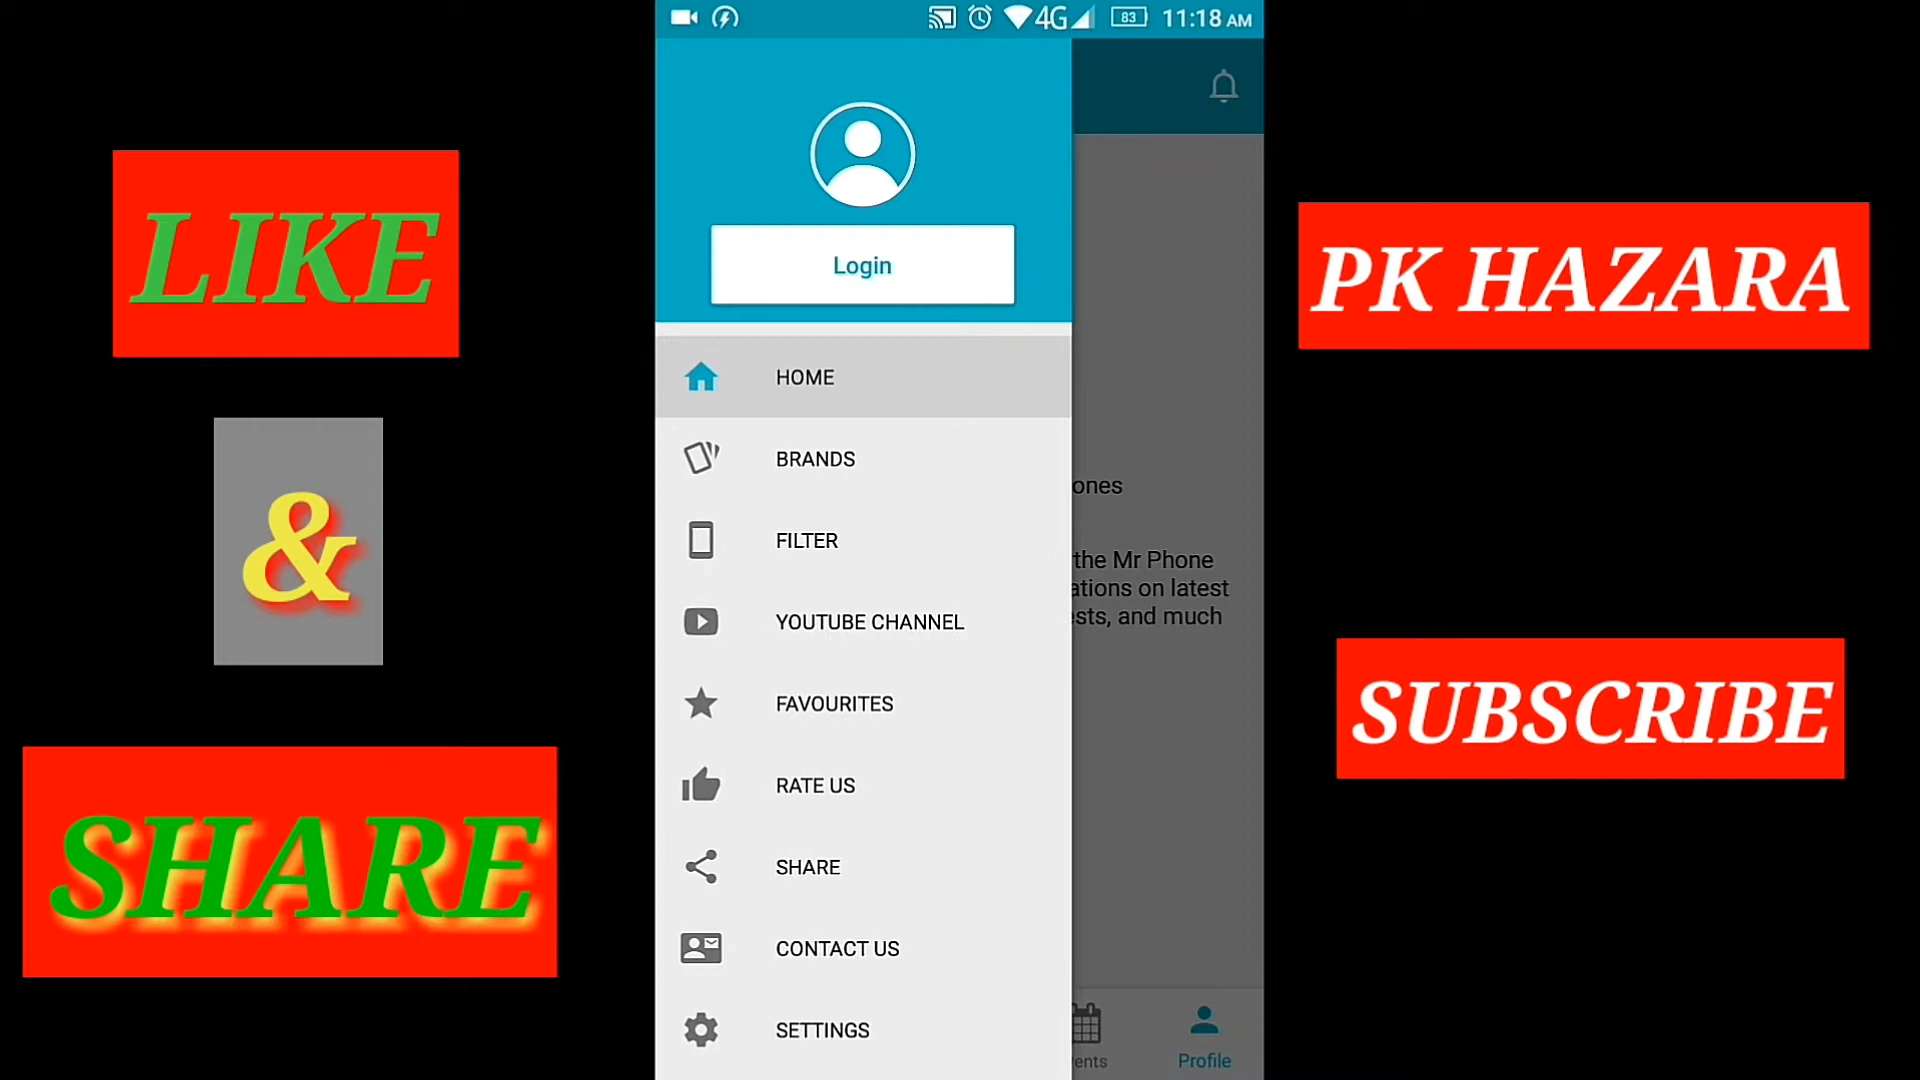 LIKE
&
SHARE
4G 83 11:18 AM
Login
HOME
BRANDS
FILTER
YOUTUBE CHANNEL
FAVOURITES
RATE US
SHARE
CONTACT US
SETTINGS
ones
the Mr Phone
ations on latest
ests, and much
ents
Profile
PK HAZARA
SUBSCRIBE